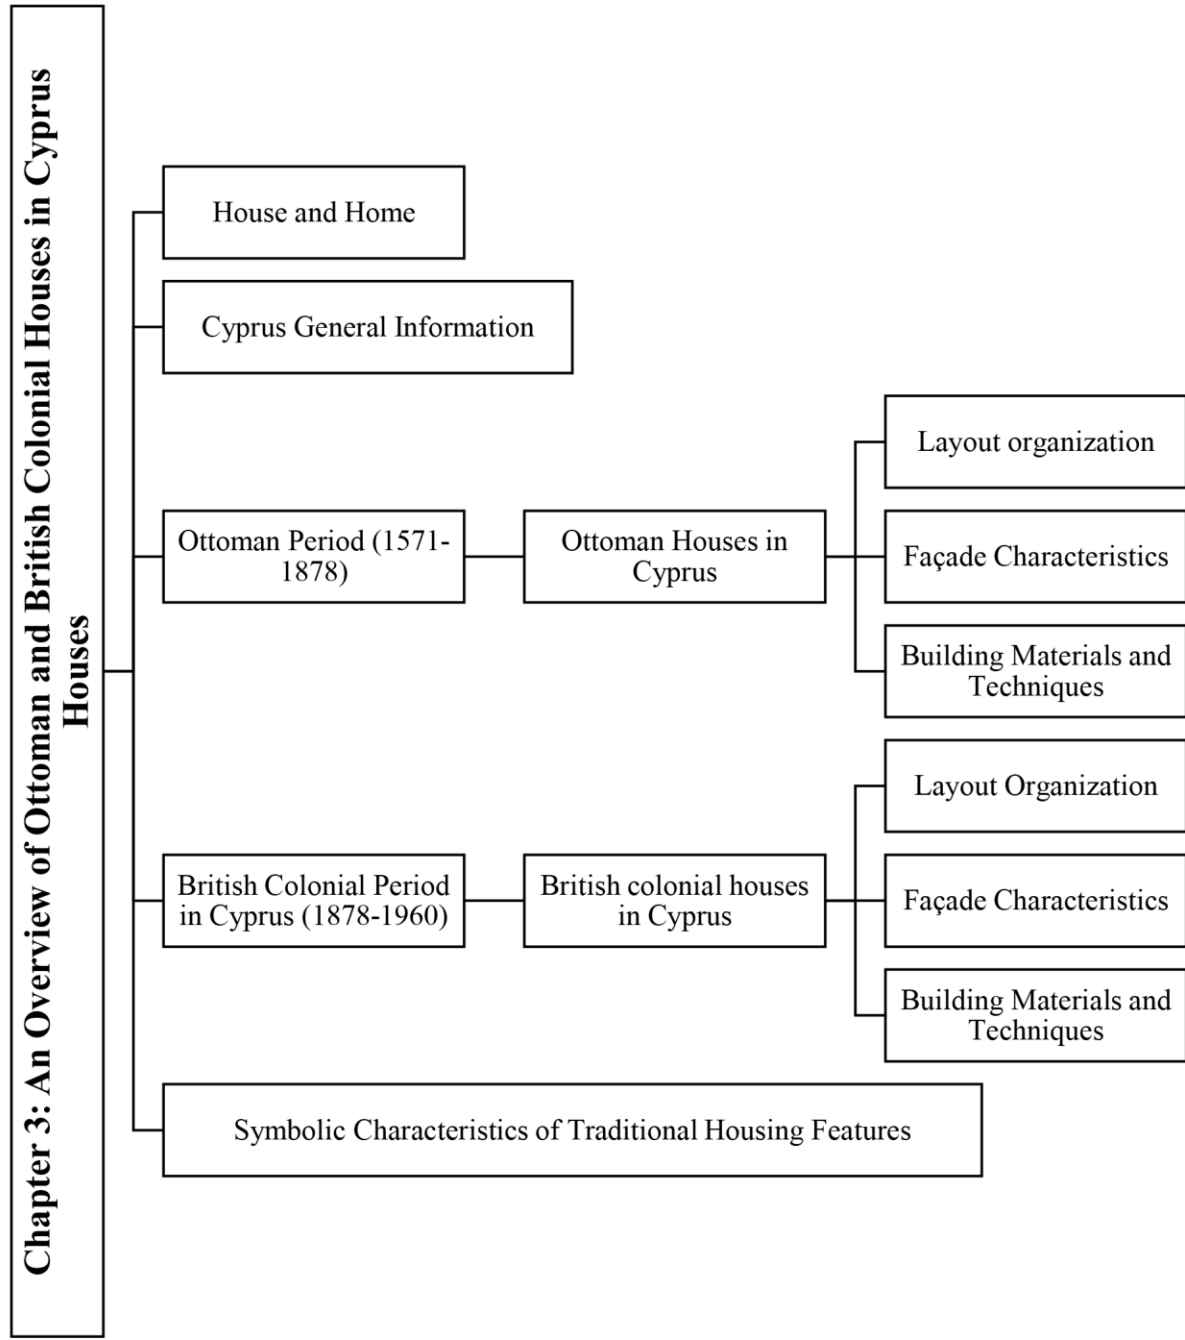 Chapter 3: An Overview of Ottoman and British Colonial Houses in Cyprus
Houses
House and Home
Cyprus General Information
Ottoman Period (1571-
1878)
Ottoman Houses in
Cyprus
Layout organization
Façade Characteristics
Building Materials and
Techniques
British Colonial Period
in Cyprus (1878-1960)
British colonial houses
in Cyprus
Layout Organization
Façade Characteristics
Building Materials and
Techniques
Symbolic Characteristics of Traditional Housing Features